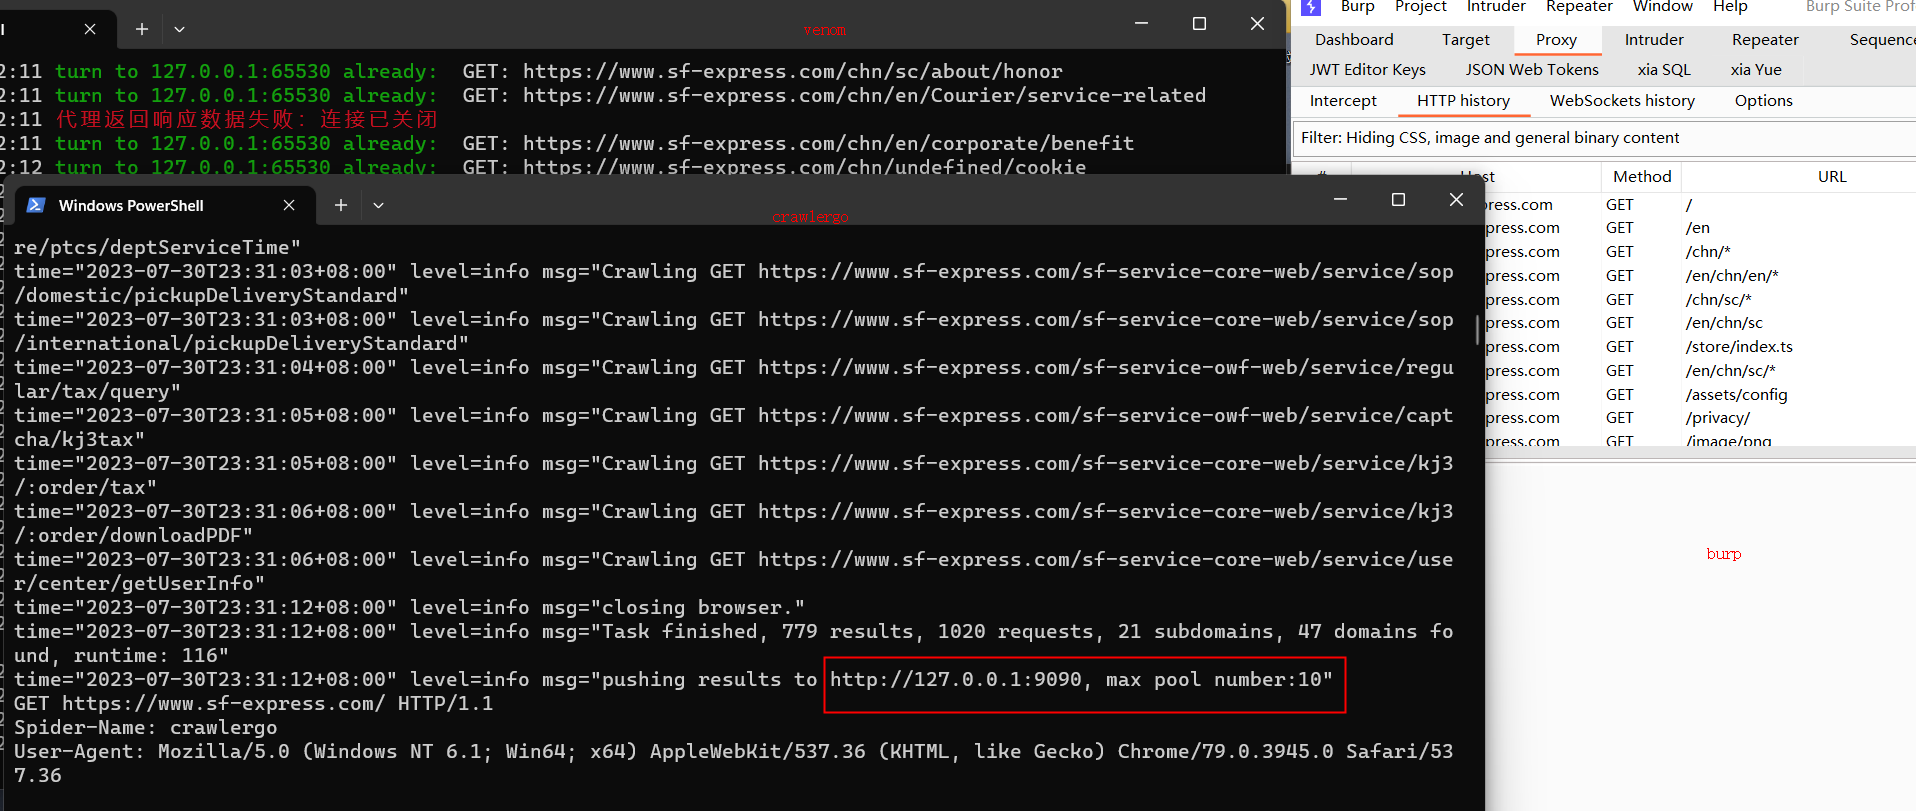 venom
2:11 turn to 127.0.0.1:65530 already:  GET: https://www.sf-express.com/chn/sc/about/honor
2:11 turn to 127.0.0.1:65530 already:  GET: https://www.sf-express.com/chn/en/Courier/service-related
2:11 代理返回响应数据失败: 连接已关闭
2:11 turn to 127.0.0.1:65530 already:  GET: https://www.sf-express.com/chn/en/corporate/benefit
2:12 turn to 127.0.0.1:65530 already:  GET: https://www.sf-express.com/chn/undefined/cookie
Windows PowerShell
crawlergo
re/ptcs/deptServiceTime"
time="2023-07-30T23:31:03+08:00" level=info msg="Crawling GET https://www.sf-express.com/sf-service-core-web/service/sop
/domestic/pickupDeliveryStandard"
time="2023-07-30T23:31:03+08:00" level=info msg="Crawling GET https://www.sf-express.com/sf-service-core-web/service/sop
/international/pickupDeliveryStandard"
time="2023-07-30T23:31:04+08:00" level=info msg="Crawling GET https://www.sf-express.com/sf-service-owf-web/service/regu
lar/tax/query"
time="2023-07-30T23:31:05+08:00" level=info msg="Crawling GET https://www.sf-express.com/sf-service-owf-web/service/capt
cha/kj3tax"
time="2023-07-30T23:31:05+08:00" level=info msg="Crawling GET https://www.sf-express.com/sf-service-core-web/service/kj3
/:order/tax"
time="2023-07-30T23:31:06+08:00" level=info msg="Crawling GET https://www.sf-express.com/sf-service-core-web/service/kj3
/:order/downloadPDF"
time="2023-07-30T23:31:06+08:00" level=info msg="Crawling GET https://www.sf-express.com/sf-service-core-web/service/use
r/center/getUserInfo"
time="2023-07-30T23:31:12+08:00" level=info msg="closing browser."
time="2023-07-30T23:31:12+08:00" level=info msg="Task finished, 779 results, 1020 requests, 21 subdomains, 47 domains fo
und, runtime: 116"
time="2023-07-30T23:31:12+08:00" level=info msg="pushing results to http://127.0.0.1:9090, max pool number:10"
GET https://www.sf-express.com/ HTTP/1.1
Spider-Name: crawlergo
User-Agent: Mozilla/5.0 (Windows NT 6.1; Win64; x64) AppleWebKit/537.36 (KHTML, like Gecko) Chrome/79.0.3945.0 Safari/53
7.36
Burp Project Intruder Repeater Window Help Burp Suite Prof
Dashboard Target Proxy Intruder Repeater Sequence
JWT Editor Keys JSON Web Tokens xia SQL xia Yue
Intercept HTTP history WebSockets history Options
Filter: Hiding CSS, image and general binary content
Method URL
press.com GET /
press.com GET /en
press.com GET /chn/*
press.com GET /en/chn/en/*
press.com GET /chn/sc/*
press.com GET /en/chn/sc
press.com GET /store/index.ts
press.com GET /en/chn/sc/*
press.com GET /assets/config
press.com GET /privacy/
press.com GET /image/png
burp